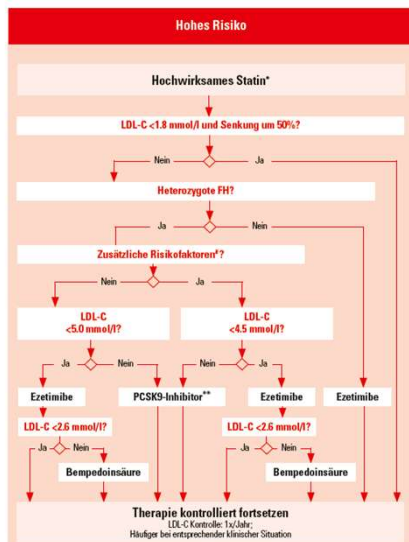 Hohes Risiko
Hochwirksames Statin*
LDL-C <1.8 mmol/l und Senkung um 50%?
Nein
Ja
Heterozygote FH?
Ja
Nein
Zusätzliche Risikofaktoren¥?
Nein
Ja
LDL-C
<5.0 mmol/l?
LDL-C
<4.5 mmol/l?
Ja
Nein
Nein
Ja
Ezetimibe
PCSK9-Inhibitor**
Ezetimibe
Ezetimibe
LDL-C <2.6 mmol/l?
LDL-C <2.6 mmol/l?
Ja
Nein
Ja
Nein
Bempedoinsäure
Bempedoinsäure
Therapie kontrolliert fortsetzen
LDL-C Kontrolle: 1x/Jahr;
Häufiger bei entsprechender klinischer Situation